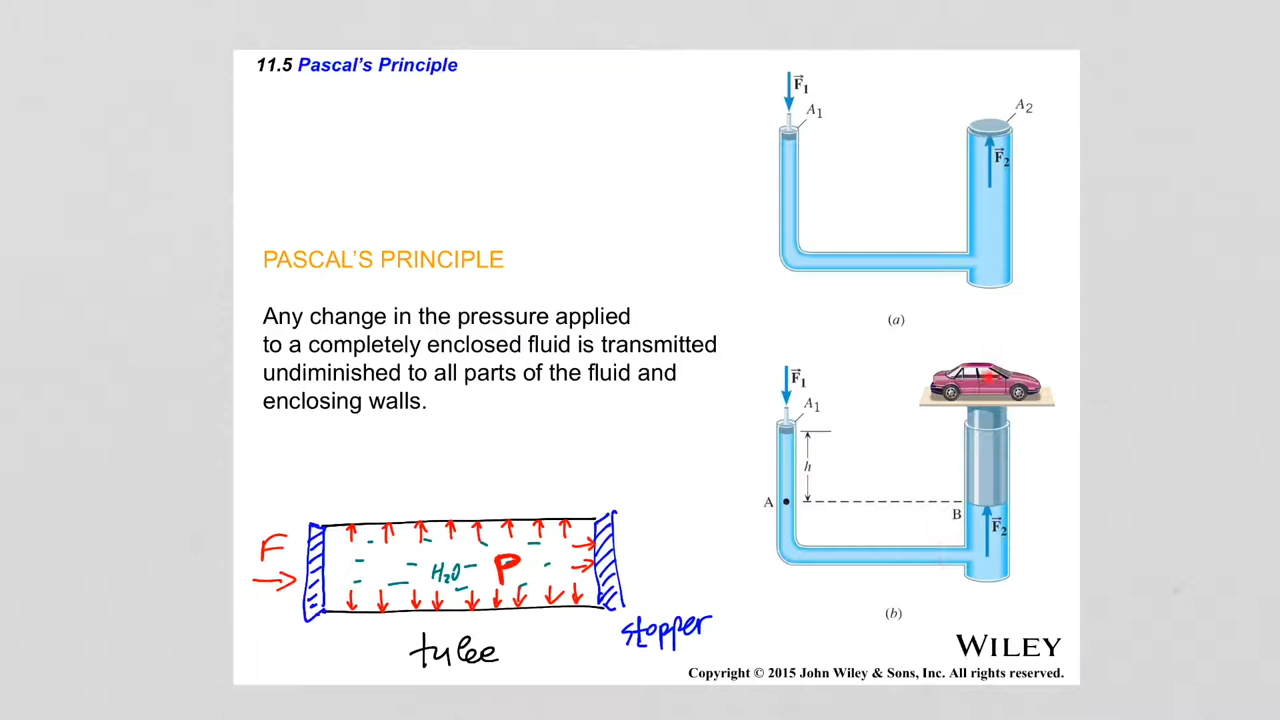 11.5 Pascal's Principle
F1
A1
A2
F2
(a)
PASCAL'S PRINCIPLE
Any change in the pressure applied
to a completely enclosed fluid is transmitted
undiminished to all parts of the fluid and
enclosing walls.
F1
A1
h
A
B
F2
(b)
F
H2O
P
stopper
tube
WILEY
Copyright © 2015 John Wiley & Sons, Inc. All rights reserved.